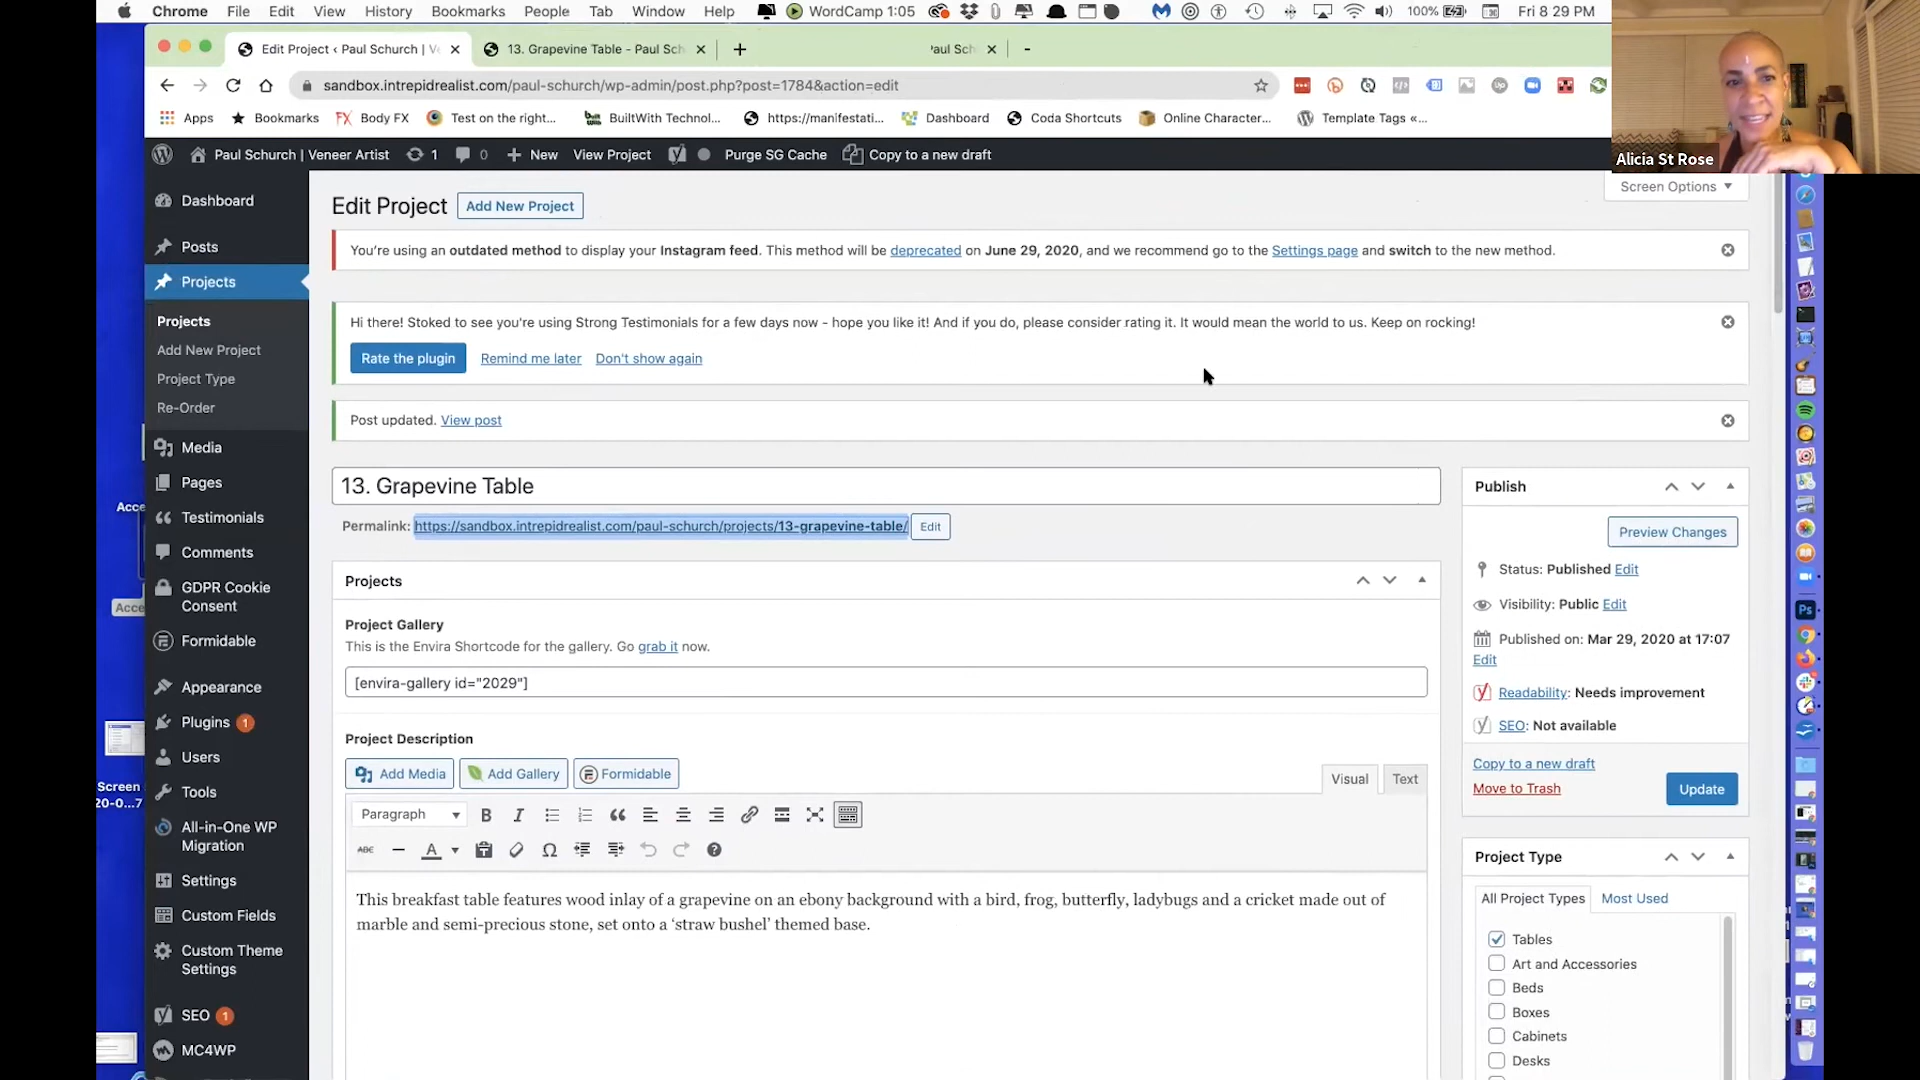 Chrome File Edit View History Bookmarks People Tab Window Help WordCamp 1:05 100% Fri 8:29 PM
Edit Project ‹ Paul Schurch | Ve
13. Grapevine Table - Paul Sch
Paul Sch
sandbox.intrepidrealist.com/paul-schurch/wp-admin/post.php?post=1784&action=edit
Apps Bookmarks Body FX Test on the right... BuiltWith Technol... https://manifestati... Dashboard Coda Shortcuts Online Character... Template Tags «...
Alicia St Rose
Paul Schurch | Veneer Artist 1 0 New View Project Purge SG Cache Copy to a new draft
Screen Options
Dashboard
Posts
Projects
Projects
Add New Project
Project Type
Re-Order
Media
Pages
Testimonials
Comments
GDPR Cookie
Consent
Formidable
Appearance
Plugins 1
Users
Tools
All-in-One WP
Migration
Settings
Custom Fields
Custom Theme
Settings
SEO 1
MC4WP
Acce
Acce
Screen
20-0...7
Edit Project Add New Project
You're using an outdated method to display your Instagram feed. This method will be deprecated on June 29, 2020, and we recommend go to the Settings page and switch to the new method.
Hi there! Stoked to see you're using Strong Testimonials for a few days now - hope you like it! And if you do, please consider rating it. It would mean the world to us. Keep on rocking!
Rate the plugin Remind me later Don't show again
Post updated. View post
13. Grapevine Table
Permalink: https://sandbox.intrepidrealist.com/paul-schurch/projects/13-grapevine-table/ Edit
Projects
Project Gallery
This is the Envira Shortcode for the gallery. Go grab it now.
[envira-gallery id="2029"]
Project Description
Add Media Add Gallery Formidable
Visual Text
Paragraph B I
ABC A
This breakfast table features wood inlay of a grapevine on an ebony background with a bird, frog, butterfly, ladybugs and a cricket made out of
marble and semi-precious stone, set onto a ‘straw bushel’ themed base.
Publish
Preview Changes
Status: Published Edit
Visibility: Public Edit
Published on: Mar 29, 2020 at 17:07
Edit
Readability: Needs improvement
SEO: Not available
Copy to a new draft
Move to Trash
Update
Project Type
All Project Types Most Used
Tables
Art and Accessories
Beds
Boxes
Cabinets
Desks
Ps